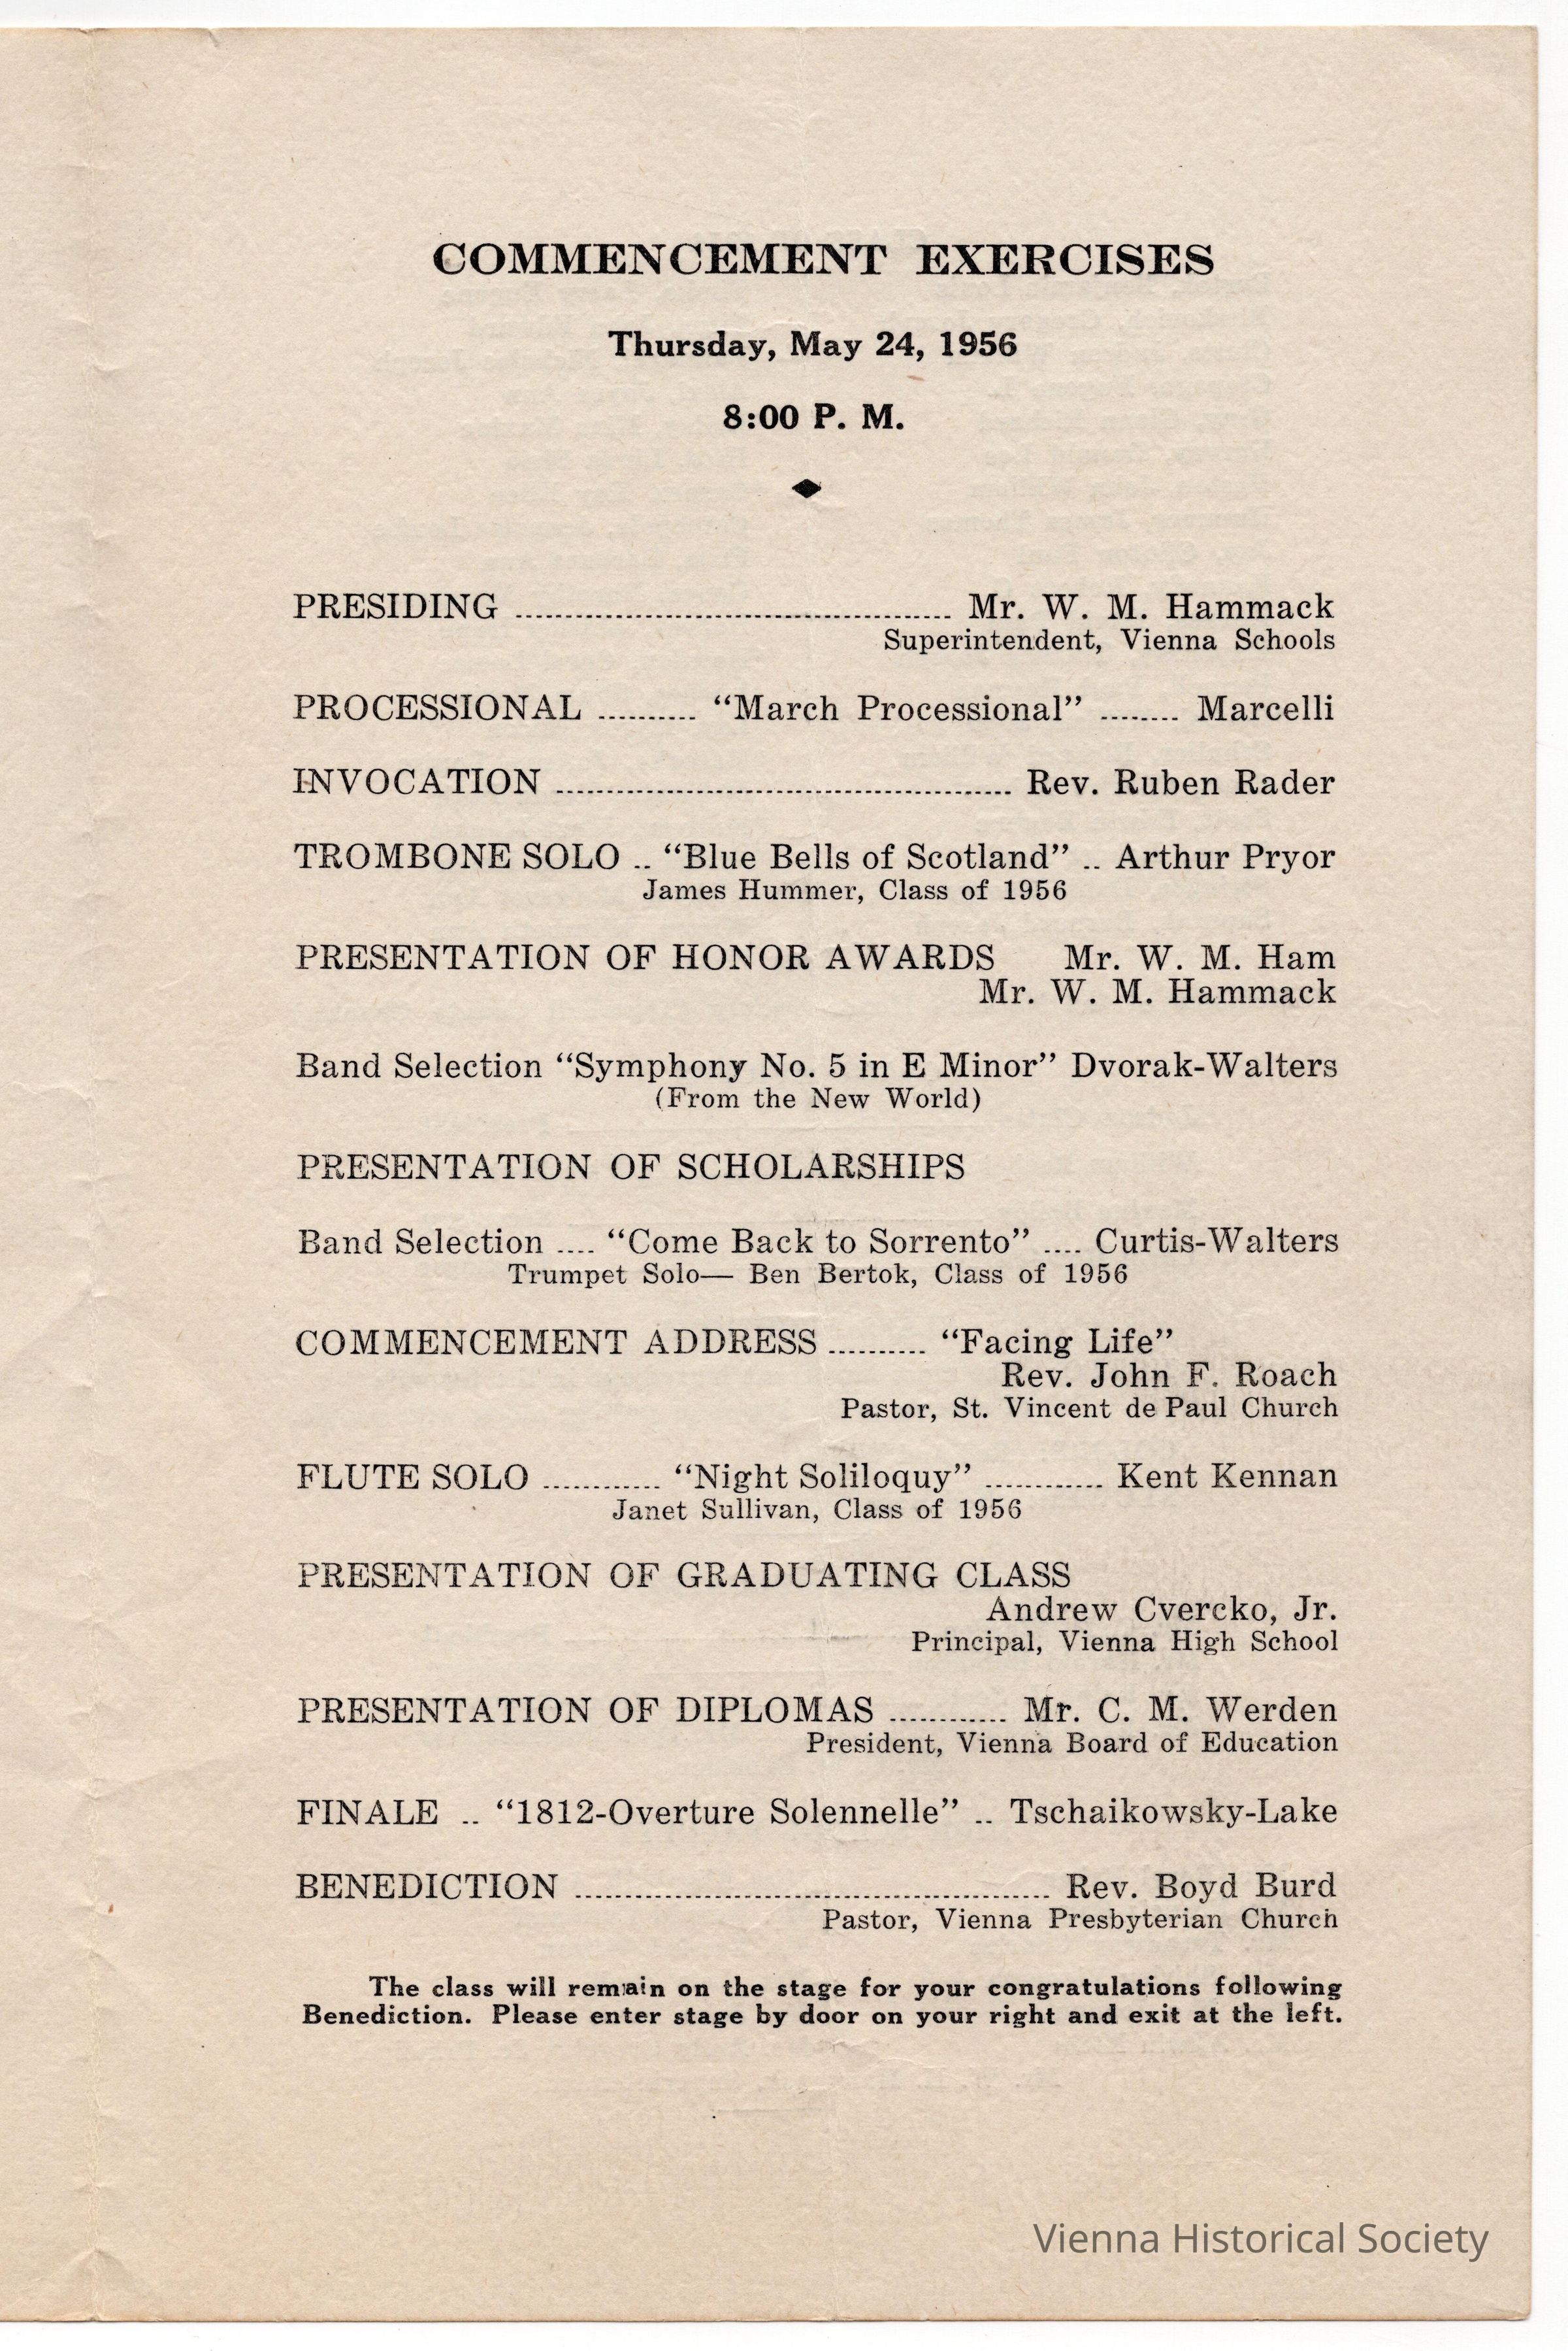 COMMENCEMENT EXERCISES
Thursday, May 24, 1956
8:00 P. M.
PRESIDING ........................................... Mr. W. M. Hammack
Superintendent, Vienna Schools
PROCESSIONAL .......... “March Processional” ........ Marcelli
INVOCATION ............................................. Rev. Ruben Rader
TROMBONE SOLO .. “Blue Bells of Scotland” .. Arthur Pryor
James Hummer, Class of 1956
PRESENTATION OF HONOR AWARDS Mr. W. M. Ham
Mr. W. M. Hammack
Band Selection “Symphony No. 5 in E Minor” Dvorak-Walters
(From the New World)
PRESENTATION OF SCHOLARSHIPS
Band Selection .... “Come Back to Sorrento” .... Curtis-Walters
Trumpet Solo— Ben Bertok, Class of 1956
COMMENCEMENT ADDRESS .......... “Facing Life”
Rev. John F. Roach
Pastor, St. Vincent de Paul Church
FLUTE SOLO ............ “Night Soliloquy” ............ Kent Kennan
Janet Sullivan, Class of 1956
PRESENTATION OF GRADUATING CLASS
Andrew Cvercko, Jr.
Principal, Vienna High School
PRESENTATION OF DIPLOMAS ............ Mr. C. M. Werden
President, Vienna Board of Education
FINALE .. “1812-Overture Solennelle” .. Tschaikowsky-Lake
BENEDICTION ............................................... Rev. Boyd Burd
Pastor, Vienna Presbyterian Church
The class will remain on the stage for your congratulations following
Benediction. Please enter stage by door on your right and exit at the left.
Vienna Historical Society